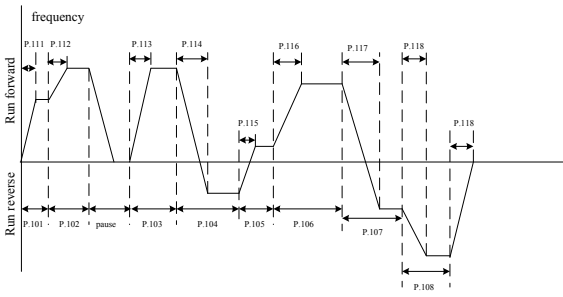 frequency
P.111 P.112 P.113 P.114 P.116 P.117 P.118
Run forward
P.115 P.118
Run reverse
P.101 P.102 pause P.103 P.104 P.105 P.106 P.107
P.108